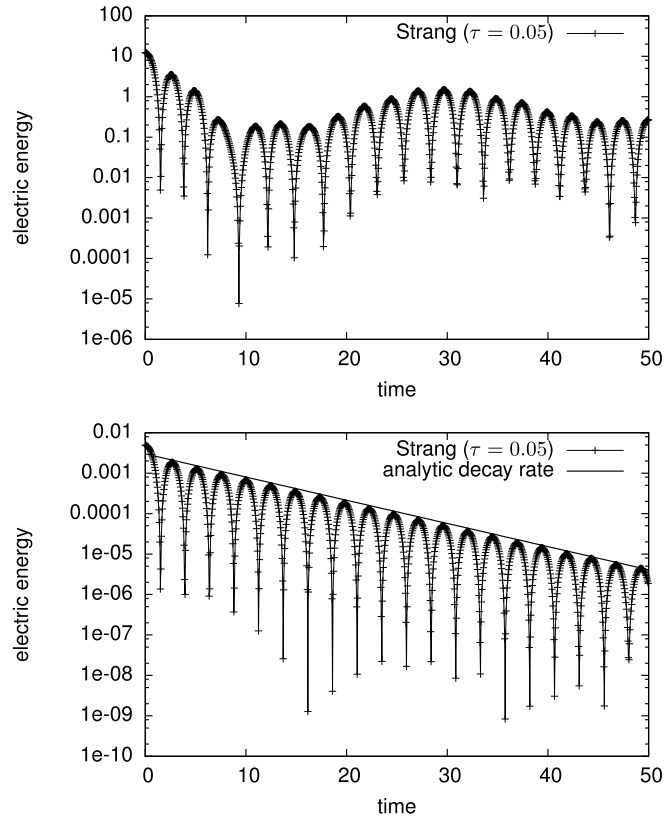 100
10
1
0.1
0.01
0.001
0.0001
1e-05
1e-06
electric energy
Strang (τ = 0.05)
0 10 20 30 40 50
time
0.01
0.001
0.0001
1e-05
1e-06
1e-07
1e-08
1e-09
1e-10
electric energy
Strang (τ = 0.05)
analytic decay rate
0 10 20 30 40 50
time